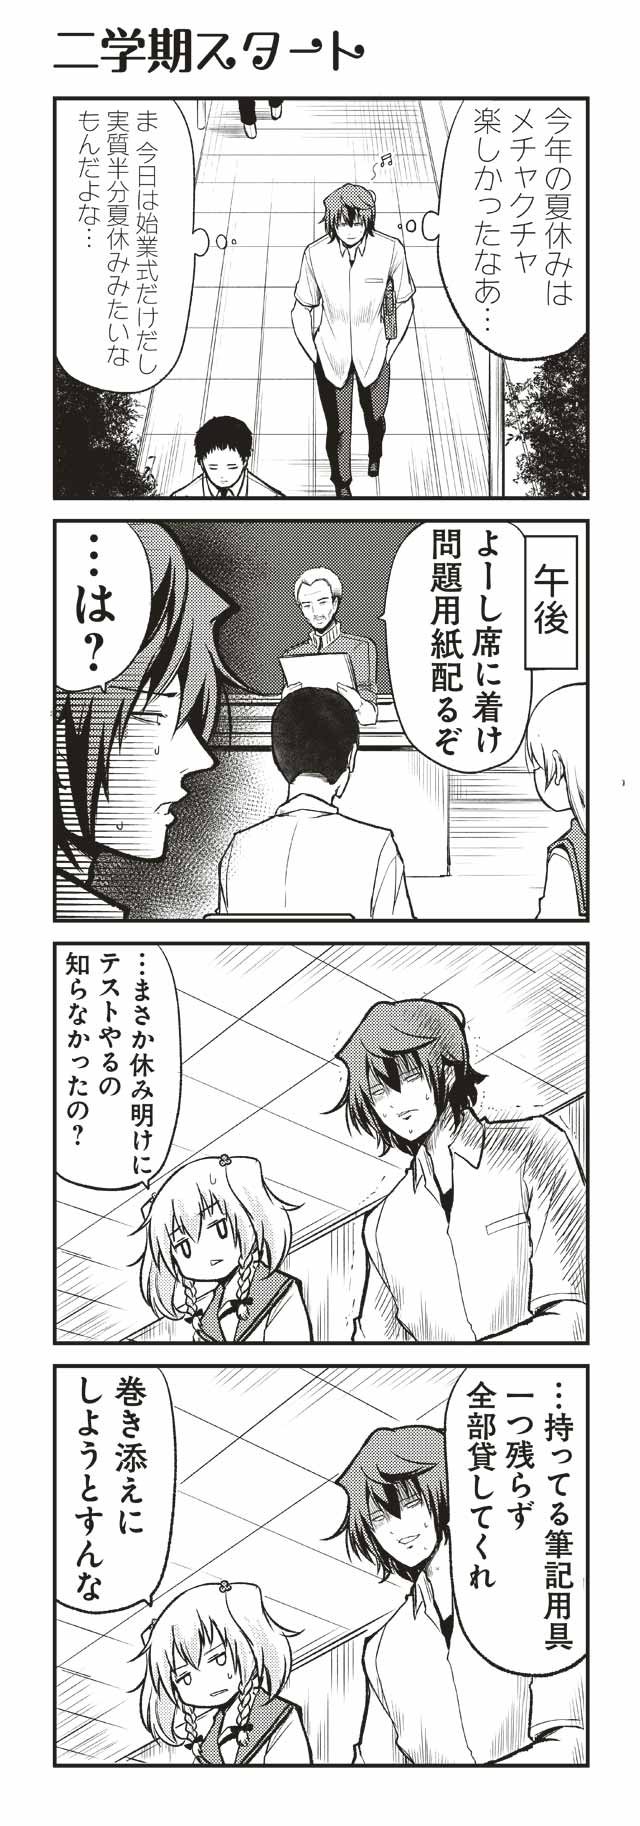 二学期スタート
今年の夏休みは
メチャクチャ
楽しかったなあ…
ま 今日は始業式だけだし
実質半分夏休みみたいな
もんだよな…
午後
よーし席に着け
問題用紙配るぞ
…は?
…まさか休み明けに
テストやるの
知らなかったの?
…持ってる筆記用具
一つ残らず
全部貸してくれ
巻き添えに
しようとすんな